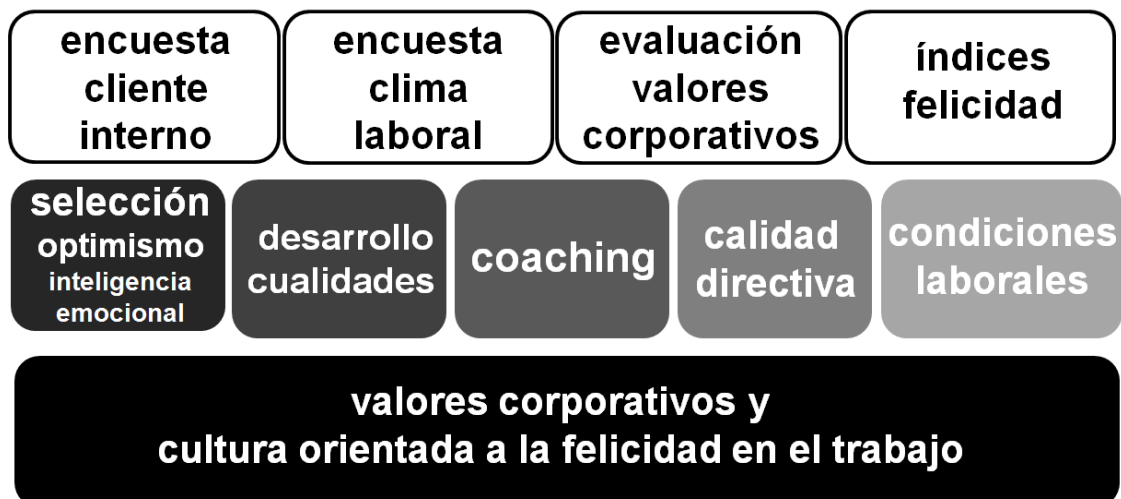 encuesta
cliente
interno
encuesta
clima
laboral
evaluación
valores
corporativos
índices
felicidad
selección
optimismo
inteligencia
emocional
desarrollo
cualidades
coaching
calidad
directiva
condiciones
laborales
valores corporativos y
cultura orientada a la felicidad en el trabajo